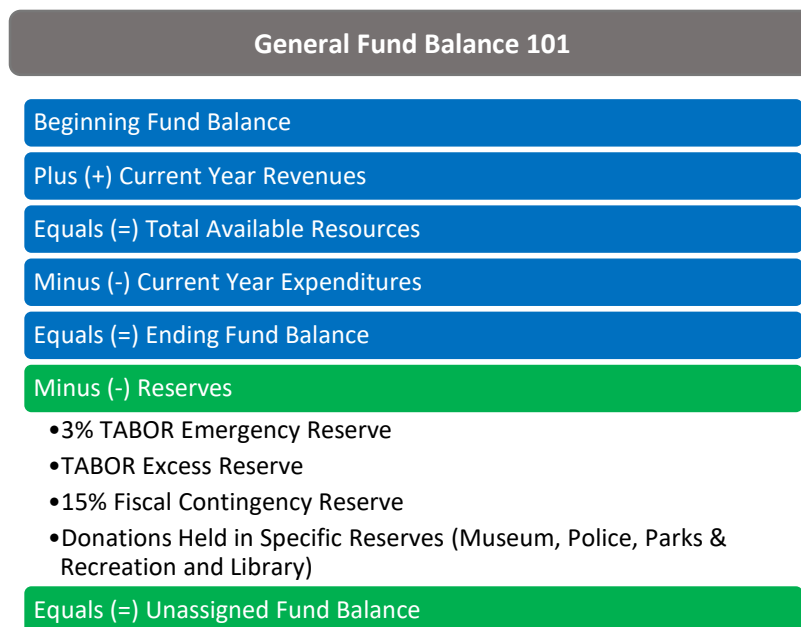 General Fund Balance 101
Beginning Fund Balance
Plus (+) Current Year Revenues
Equals (=) Total Available Resources
Minus (-) Current Year Expenditures
Equals (=) Ending Fund Balance
Minus (-) Reserves
•3% TABOR Emergency Reserve
•TABOR Excess Reserve
•15% Fiscal Contingency Reserve
•Donations Held in Specific Reserves (Museum, Police, Parks &
Recreation and Library)
Equals (=) Unassigned Fund Balance